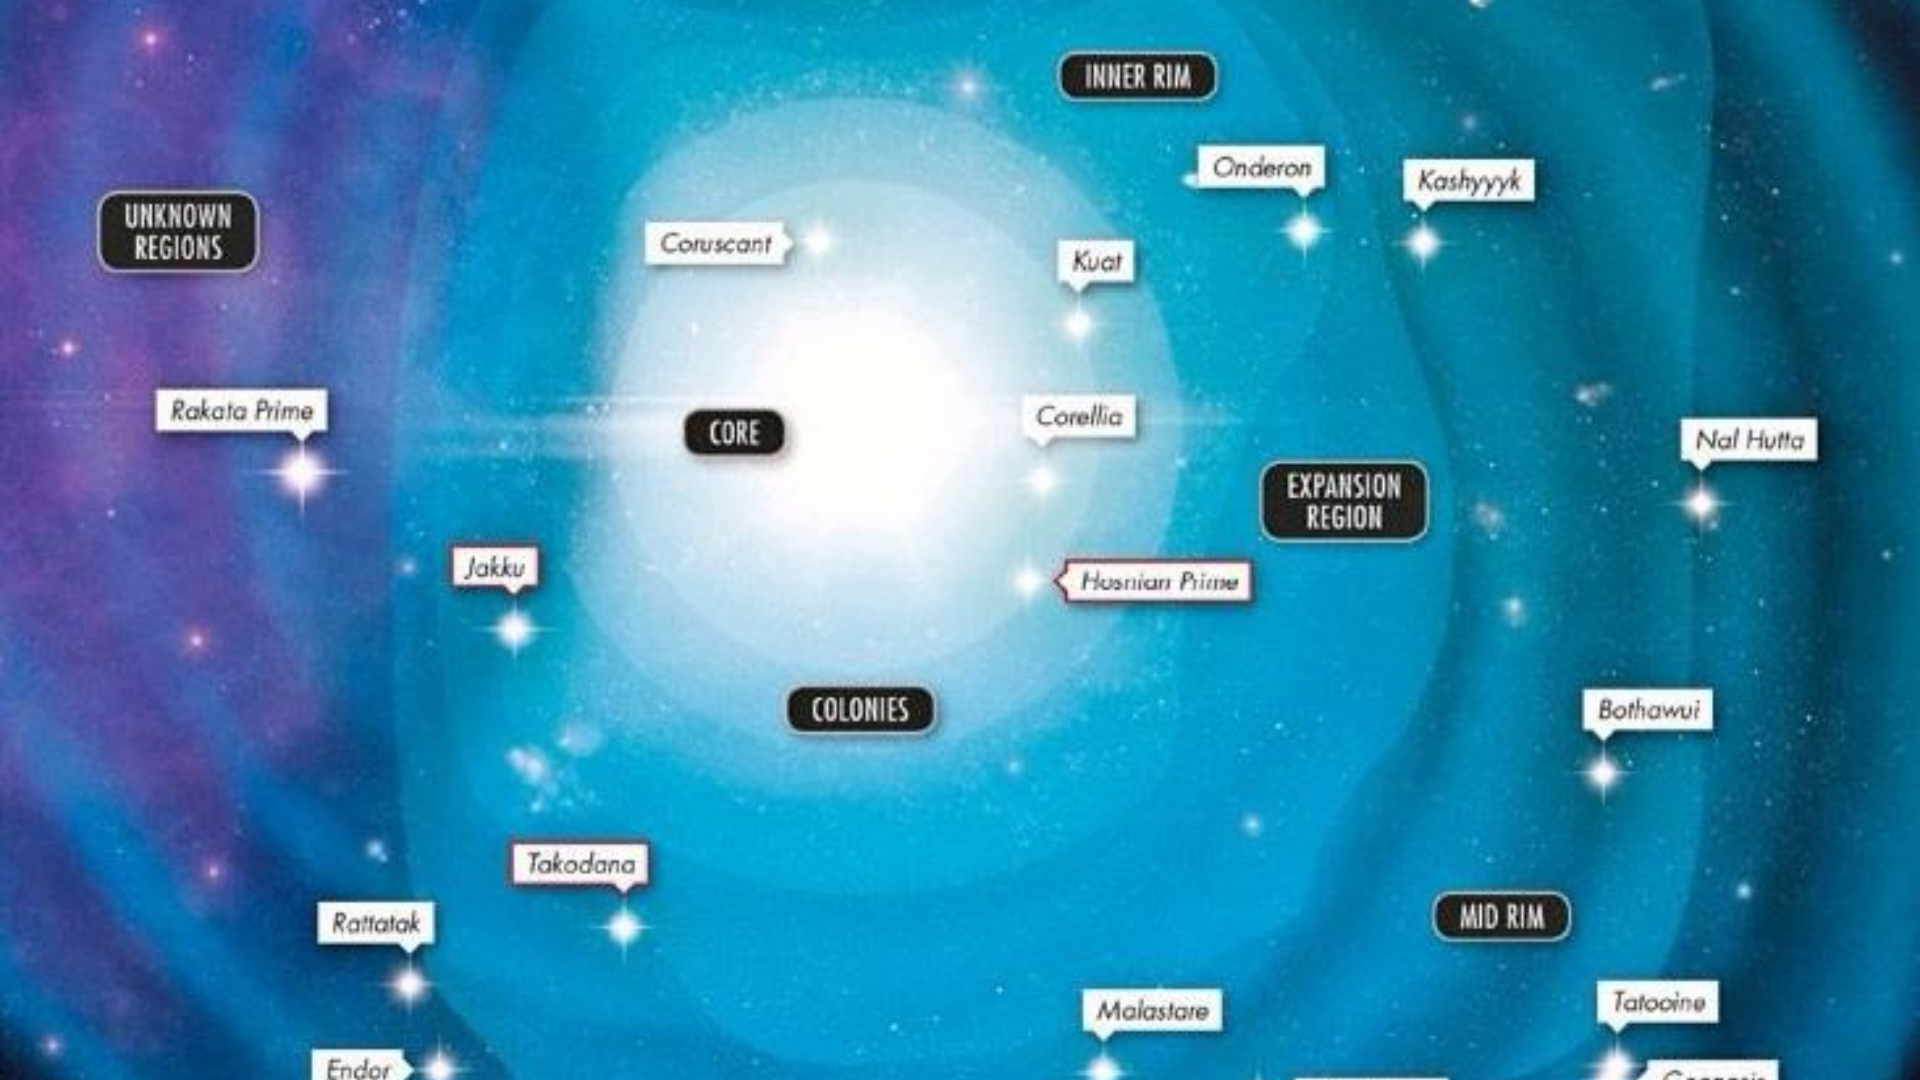 INNER RIM
Onderon
Kashyyyk
UNKNOWN
REGIONS
Coruscant
Kuat
Rakata Prime
CORE
Corellia
Nal Hutta
EXPANSION
REGION
Jakku
Hosnian Prime
COLONIES
Bothawui
Takodana
Rattatak
MID RIM
Malastare
Tatooine
Endor